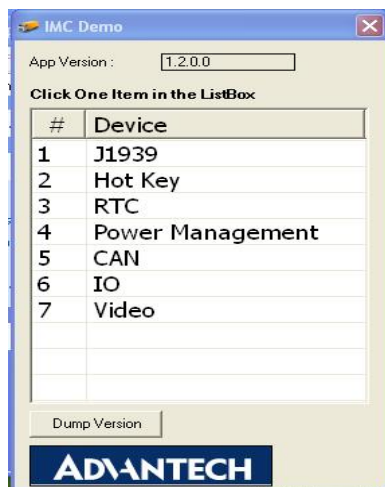 IMC Demo
App Version : 1.2.0.0
Click One Item in the ListBox
# Device
1 J1939
2 Hot Key
3 RTC
4 Power Management
5 CAN
6 IO
7 Video
Dump Version
ADVANTECH